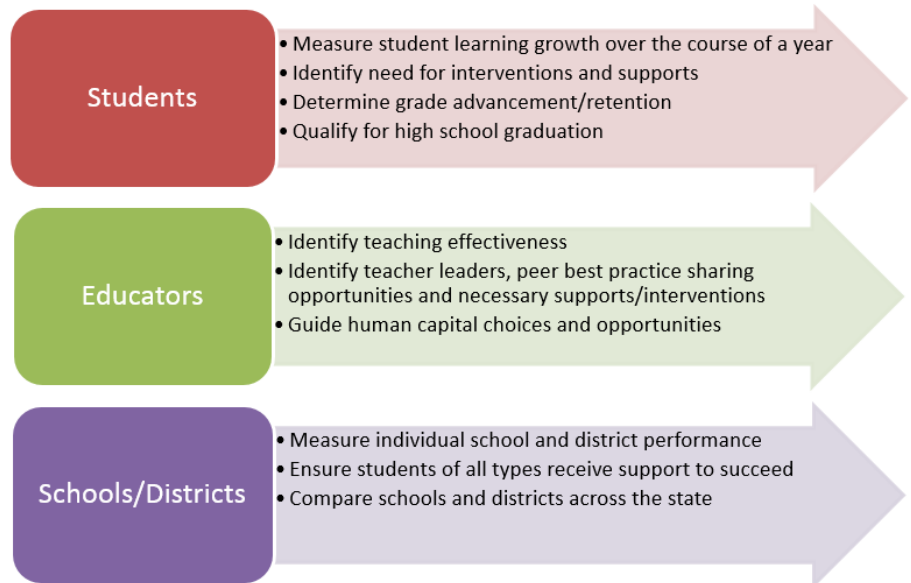 Students
• Measure student learning growth over the course of a year
• Identify need for interventions and supports
• Determine grade advancement/retention
• Qualify for high school graduation
Educators
• Identify teaching effectiveness
• Identify teacher leaders, peer best practice sharing
opportunities and necessary supports/interventions
• Guide human capital choices and opportunities
Schools/Districts
• Measure individual school and district performance
• Ensure students of all types receive support to succeed
• Compare schools and districts across the state